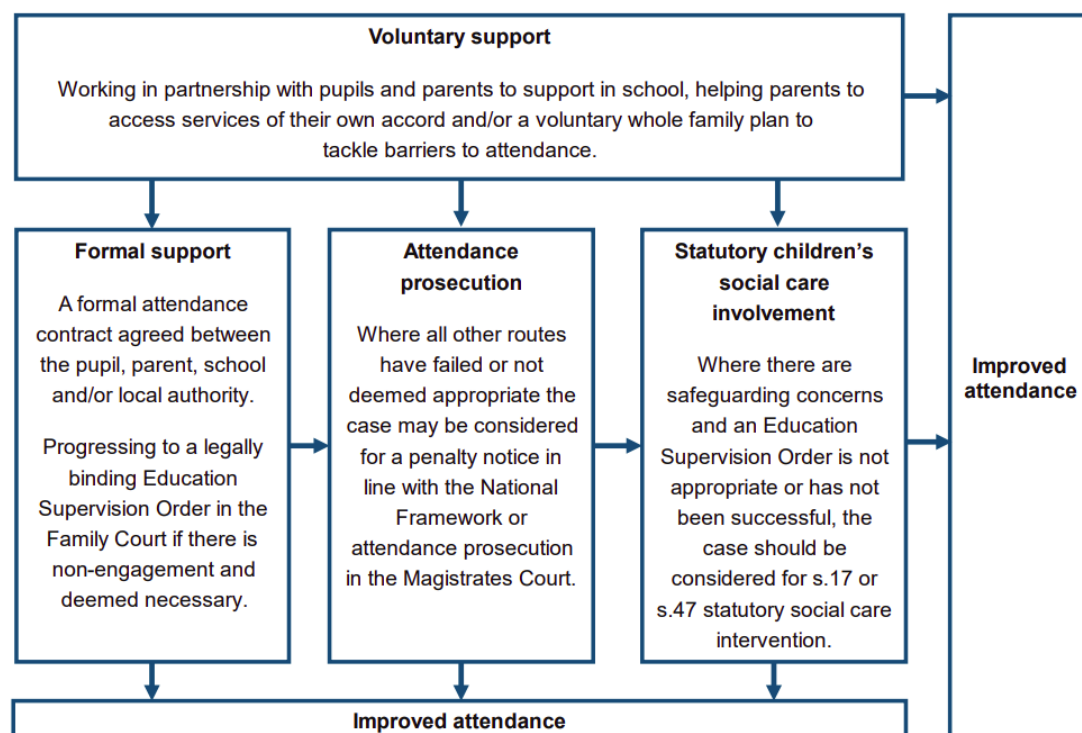 Voluntary support
Working in partnership with pupils and parents to support in school, helping parents to
access services of their own accord and/or a voluntary whole family plan to
tackle barriers to attendance.
Formal support
A formal attendance
contract agreed between
the pupil, parent, school
and/or local authority.
Progressing to a legally
binding Education
Supervision Order in the
Family Court if there is
non-engagement and
deemed necessary.
Attendance
prosecution
Where all other routes
have failed or not
deemed appropriate the
case may be considered
for a penalty notice in
line with the National
Framework or
attendance prosecution
in the Magistrates Court.
Statutory children's
social care
involvement
Where there are
safeguarding concerns
and an Education
Supervision Order is not
appropriate or has not
been successful, the
case should be
considered for s.17 or
s.47 statutory social care
intervention.
Improved
attendance
Improved attendance